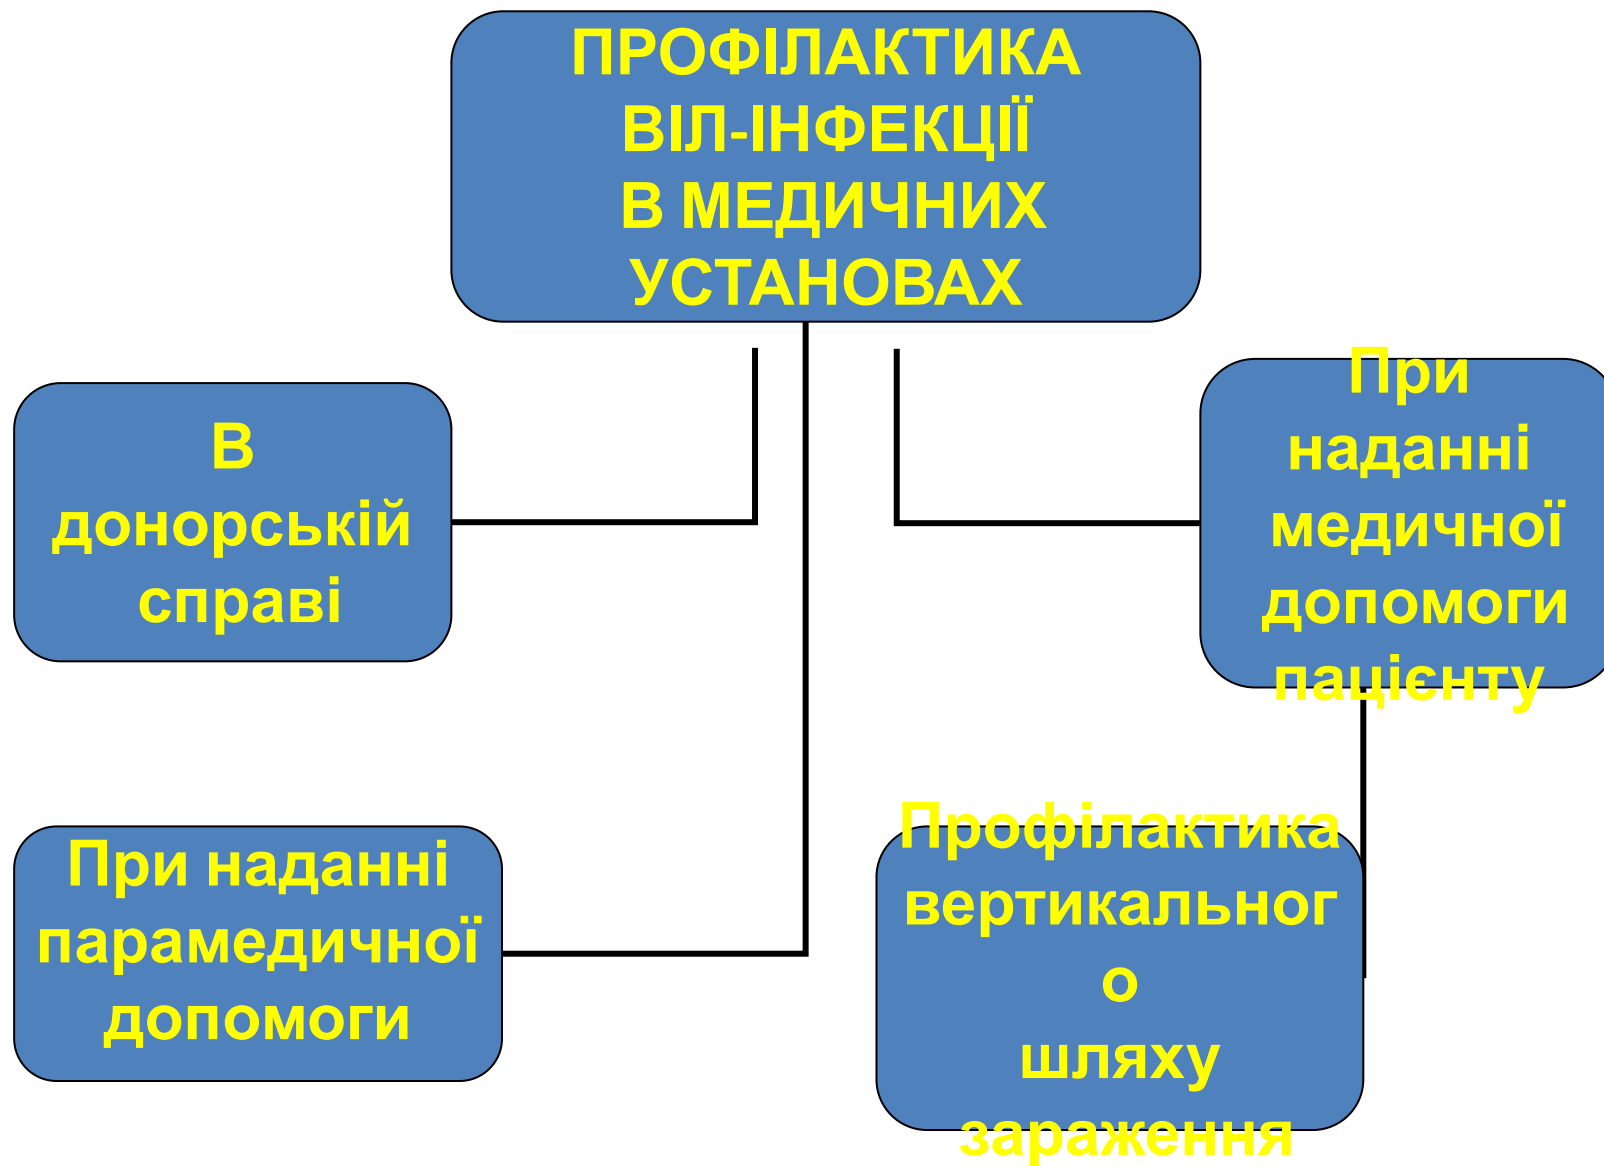 ПРОФІЛАКТИКА
ВІЛ-ІНФЕКЦІЇ
В МЕДИЧНИХ
УСТАНОВАХ
В
донорській
справі
При
наданні
медичної
допомоги
пацієнту
При наданні
парамедичної
допомоги
Профілактика
вертикальног
о
шляху
зараження